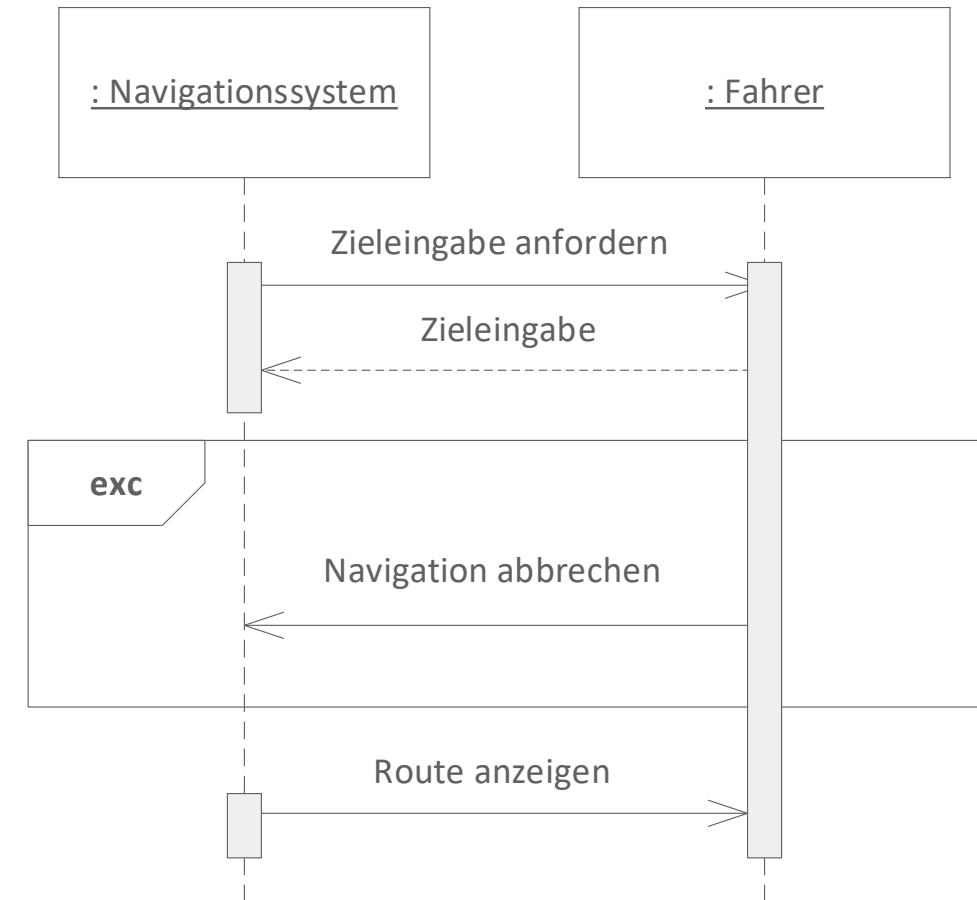 : Navigationssystem
: Fahrer
Zieleingabe anfordern
Zieleingabe
exc
Navigation abbrechen
Route anzeigen